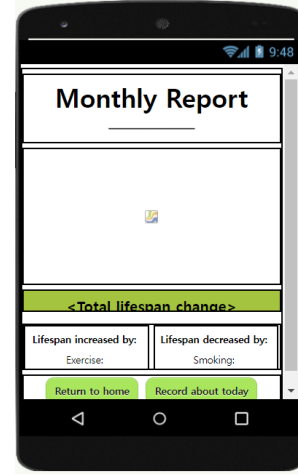 9:48
Monthly Report
<Total lifespan change>
Lifespan increased by: Lifespan decreased by:
Exercise: Smoking:
Return to home Record about today